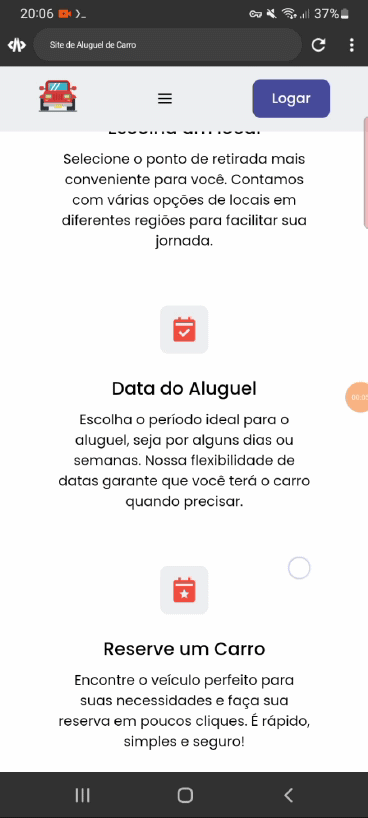 20:06
37%
Site de Aluguel de Carro
Logar
Escolha um local
Selecione o ponto de retirada mais
conveniente para você. Contamos
com várias opções de locais em
diferentes regiões para facilitar sua
jornada.
Data do Aluguel
Escolha o período ideal para o
aluguel, seja por alguns dias ou
semanas. Nossa flexibilidade de
datas garante que você terá o carro
quando precisar.
Reserve um Carro
Encontre o veículo perfeito para
suas necessidades e faça sua
reserva em poucos cliques. É rápido,
simples e seguro!